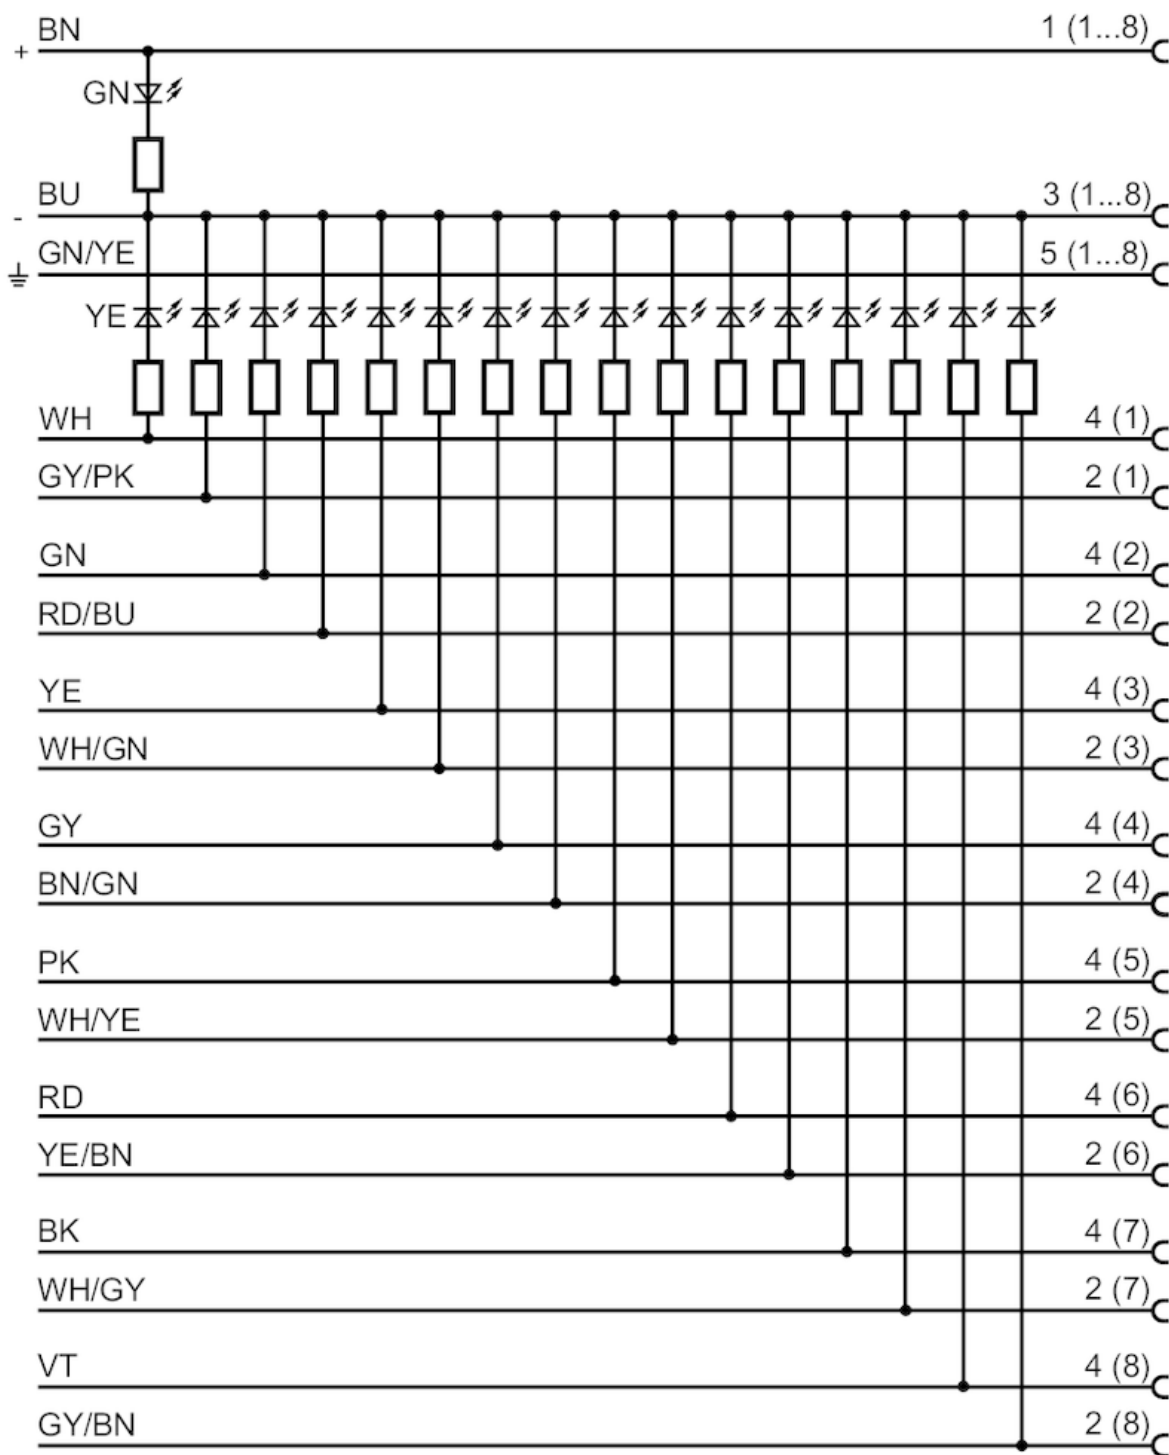 BN 1 (1...8)
+
GN
BU 3 (1...8)
-
GN/YE 5 (1...8)
YE
WH 4 (1)
GY/PK 2 (1)
GN 4 (2)
RD/BU 2 (2)
YE 4 (3)
WH/GN 2 (3)
GY 4 (4)
BN/GN 2 (4)
PK 4 (5)
WH/YE 2 (5)
RD 4 (6)
YE/BN 2 (6)
BK 4 (7)
WH/GY 2 (7)
VT 4 (8)
GY/BN 2 (8)